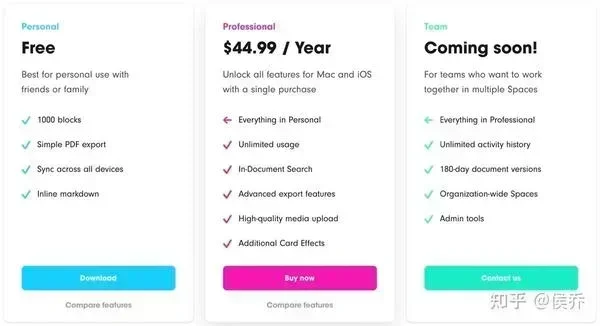 Personal
Free
Best for personal use with
friends or family
1000 blocks
Simple PDF export
Sync across all devices
Inline markdown
Download
Compare features
Professional
$44.99 / Year
Unlock all features for Mac and iOS
with a single purchase
Everything in Personal
Unlimited usage
In-Document Search
Advanced export features
High-quality media upload
Additional Card Effects
Buy now
Compare features
Team
Coming soon!
For teams who want to work
together in multiple Spaces
Everything in Professional
Unlimited activity history
180-day document versions
Organization-wide Spaces
Admin tools
Contact us
知乎 @侯乔